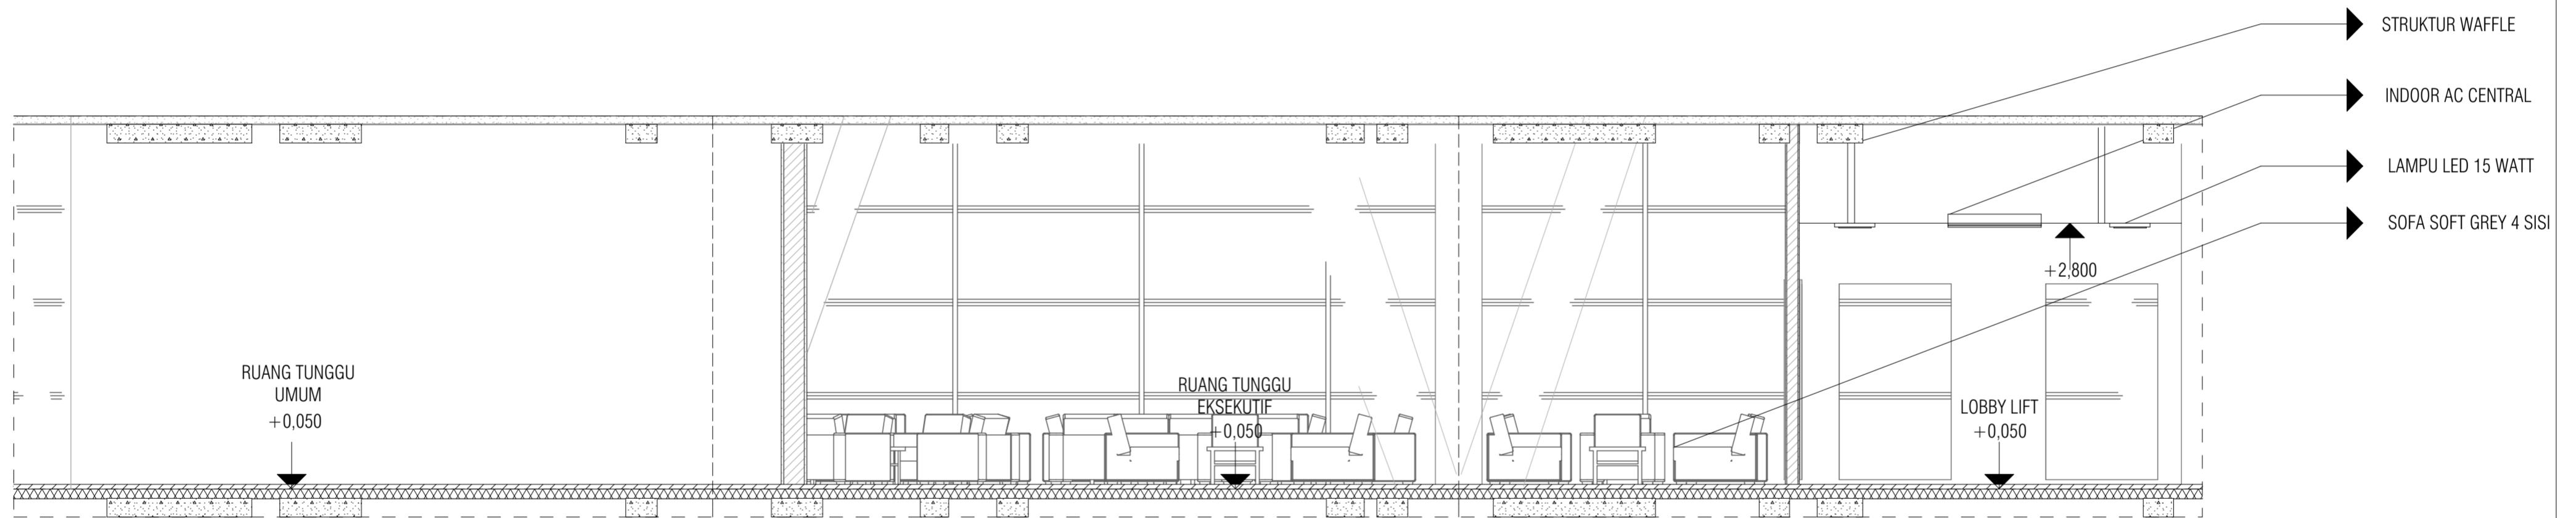 STRUKTUR WAFFLE
INDOOR AC CENTRAL
LAMPU LED 15 WATT
SOFA SOFT GREY 4 SISI
+2,800
RUANG TUNGGU
UMUM
+0,050
RUANG TUNGGU
EKSEKUTIF
+0,050
LOBBY LIFT
+0,050